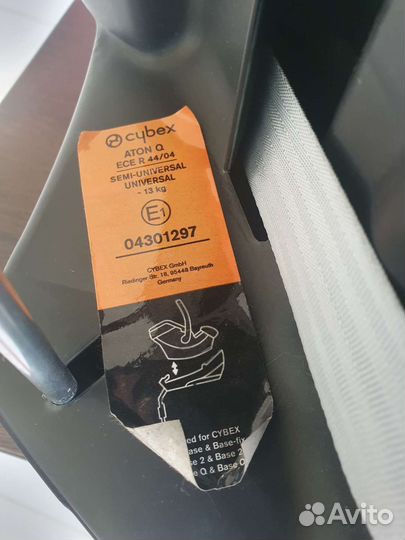 cybex
ATON Q
ECE R 44/04
SEMI-UNIVERSAL
UNIVERSAL
- 13 kg
E1
04301297
CYBEX GmbH
Riedinger Str. 18, 95448 Bayreuth
Germany
ed for CYBEX
ase & Base-fix
se 2 & Base 2
e Q & Base
Avito